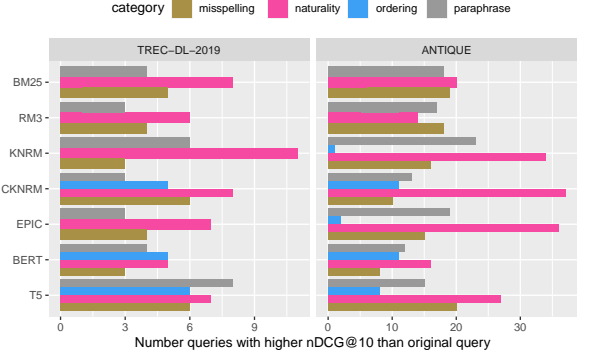 category misspelling naturality ordering paraphrase
TREC−DL−2019 ANTIQUE
BM25
RM3
KNRM
CKNRM
EPIC
BERT
T5
0 3 6 9 0 10 20 30
Number queries with higher nDCG@10 than original query